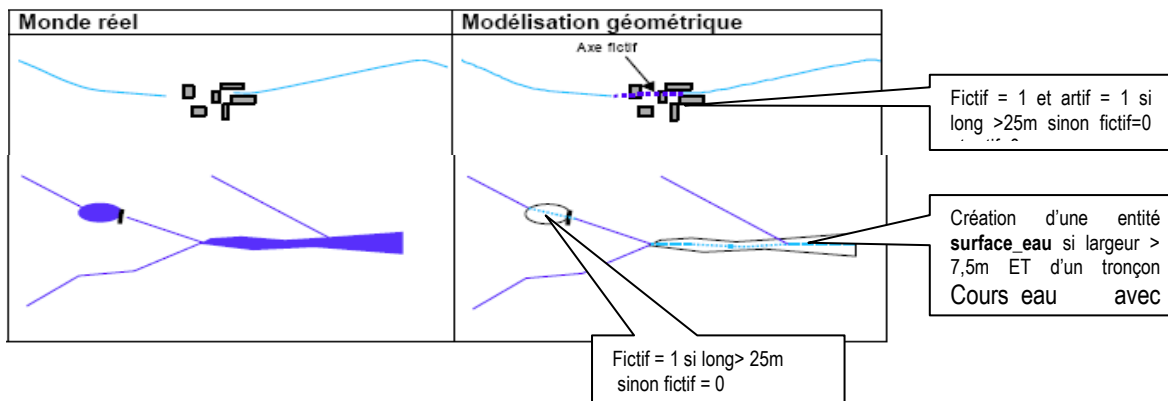 Monde réel
Modélisation géométrique
Axe fictif
Fictif = 1 et artif = 1 si
long >25m sinon fictif=0
Création d'une entité
surface_eau si largeur >
7,5m ET d'un tronçon
Cours eau avec
Fictif = 1 si long> 25m
sinon fictif = 0